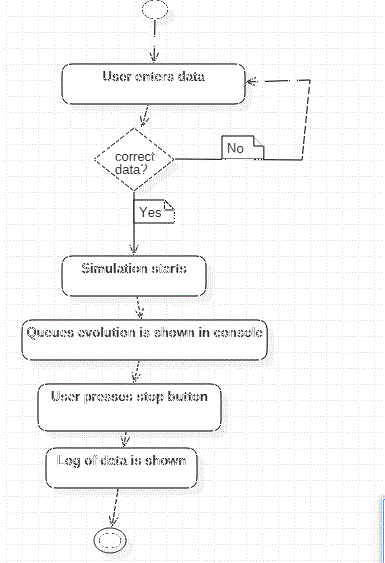 User enters data
correct
data?
No
Yes
Simulation starts
Queues evolution is shown in console
User presses stop button
Log of data is shown